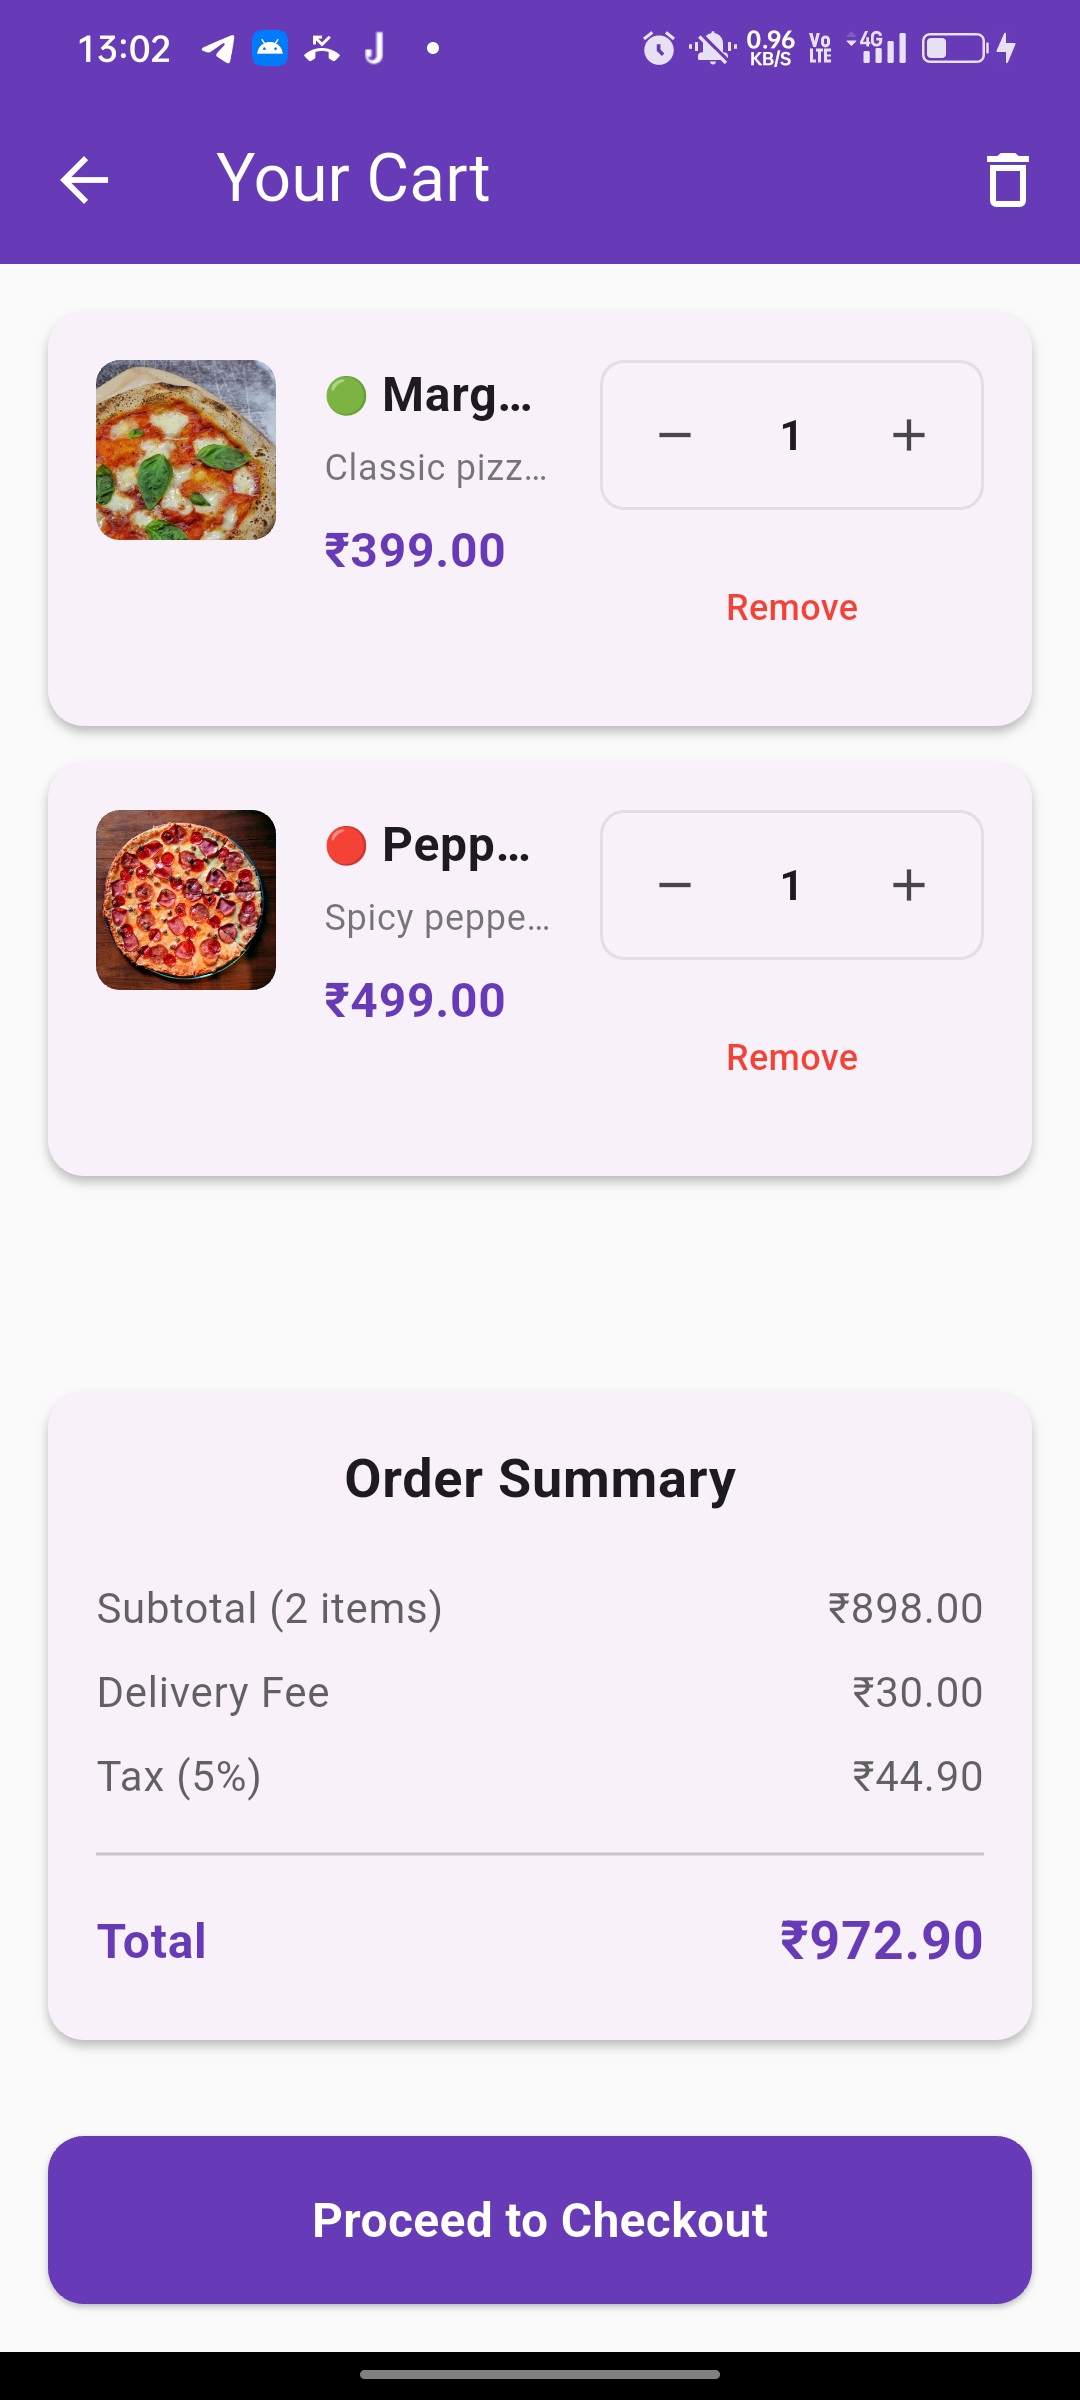 13:02
0.96
KB/S
Vo
LTE
4G
Your Cart
Marg...
1
Classic pizz...
₹399.00
Remove
Pepp...
1
Spicy peppe...
₹499.00
Remove
Order Summary
Subtotal (2 items) ₹898.00
Delivery Fee ₹30.00
Tax (5%) ₹44.90
Total ₹972.90
Proceed to Checkout